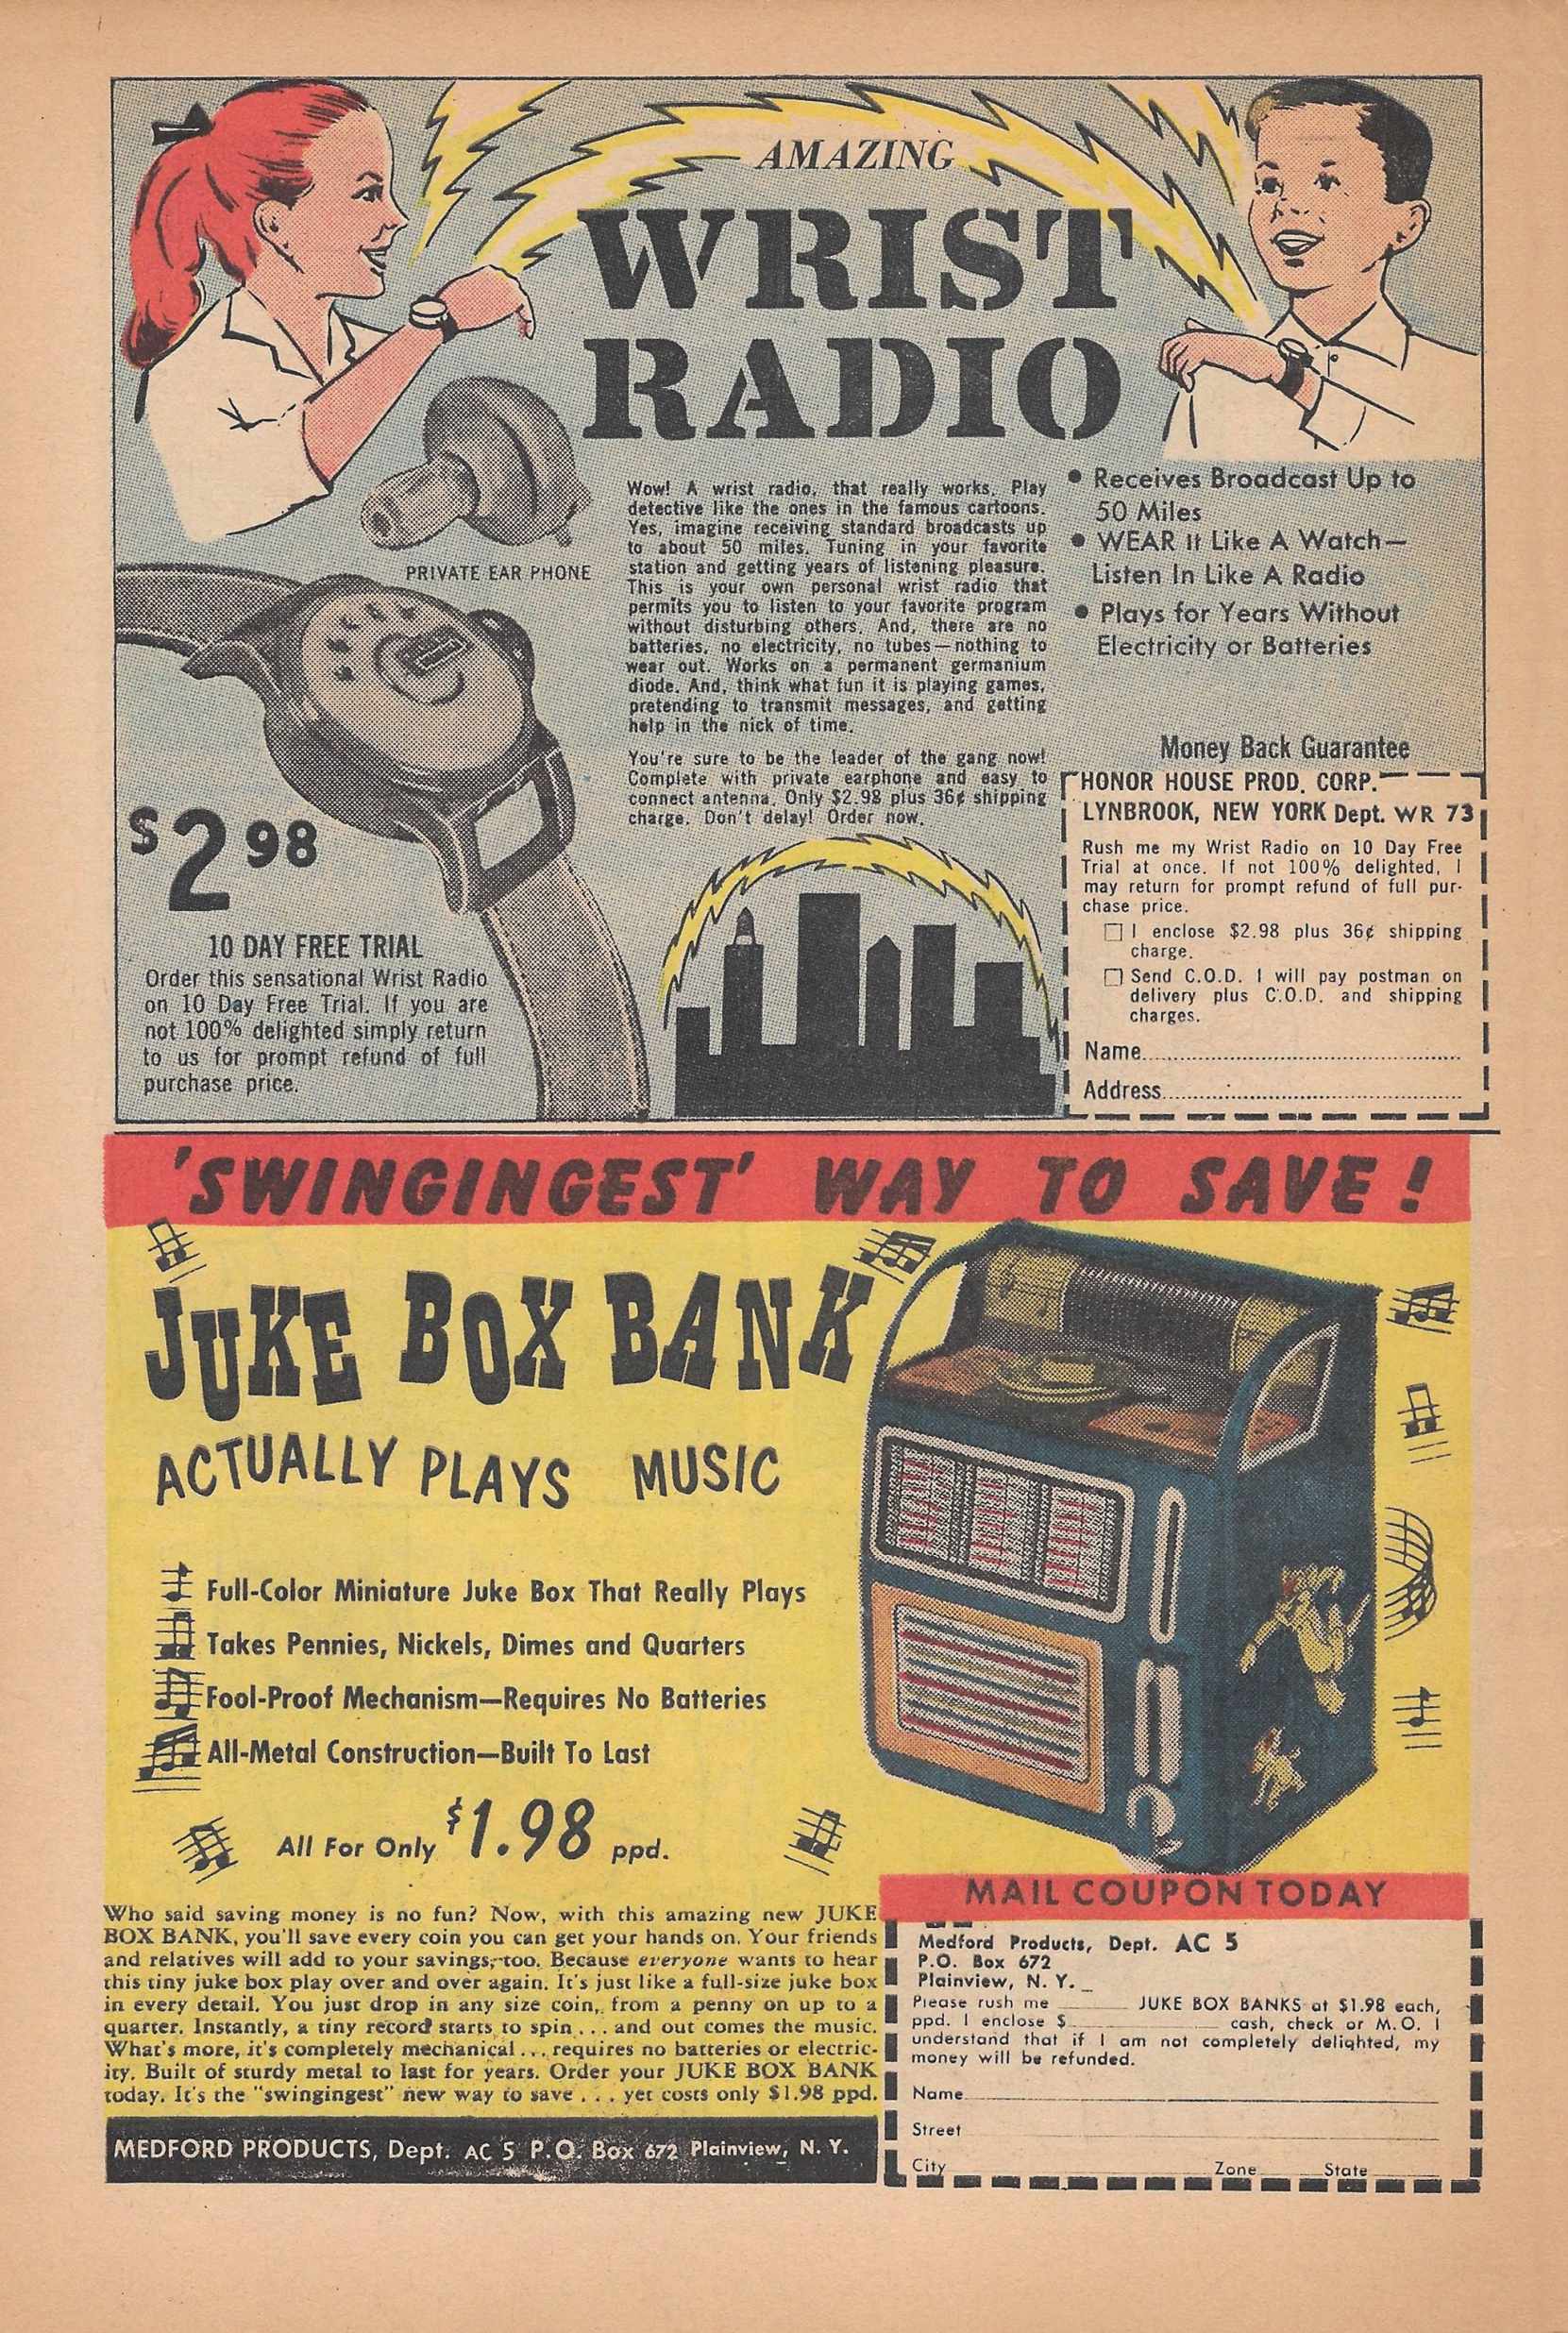 AMAZING
WRIST
RADIO
PRIVATE EAR PHONE
Wow! A wrist radio, that really works. Play
detective like the ones in the famous cartoons.
Yes, imagine receiving standard broadcasts up
to about 50 miles. Tuning in your favorite
station and getting years of listening pleasure.
This is your own personal wrist radio that
permits you to listen to your favorite program
without disturbing others. And, there are no
batteries, no electricity, no tubes—nothing to
wear out. Works on a permanent germanium
diode. And, think what fun it is playing games,
pretending to transmit messages, and getting
help in the nick of time.
You're sure to be the leader of the gang now!
Complete with private earphone and easy to
connect antenna. Only $2.98 plus 36¢ shipping
charge. Don't delay! Order now.
• Receives Broadcast Up to
50 Miles
• WEAR It Like A Watch—
Listen In Like A Radio
• Plays for Years Without
Electricity or Batteries
$2 98
10 DAY FREE TRIAL
Order this sensational Wrist Radio
on 10 Day Free Trial. If you are
not 100% delighted simply return
to us for prompt refund of full
purchase price.
Money Back Guarantee
HONOR HOUSE PROD. CORP.
LYNBROOK, NEW YORK Dept. WR 73
Rush me my Wrist Radio on 10 Day Free
Trial at once. If not 100% delighted, I
may return for prompt refund of full pur-
chase price.
☐ I enclose $2.98 plus 36¢ shipping
charge.
☐ Send C.O.D. I will pay postman on
delivery plus C.O.D. and shipping
charges.
Name
Address
'SWINGINGEST' WAY TO SAVE!
JUKE BOX BANK
ACTUALLY PLAYS MUSIC
Full-Color Miniature Juke Box That Really Plays
Takes Pennies, Nickels, Dimes and Quarters
Fool-Proof Mechanism—Requires No Batteries
All-Metal Construction—Built To Last
All For Only $1.98 ppd.
Who said saving money is no fun? Now, with this amazing new JUKE
BOX BANK, you'll save every coin you can get your hands on. Your friends
and relatives will add to your savings, too. Because everyone wants to hear
this tiny juke box play over and over again. It's just like a full-size juke box
in every detail. You just drop in any size coin, from a penny on up to a
quarter. Instantly, a tiny record starts to spin . . . and out comes the music.
What's more, it's completely mechanical . . . requires no batteries or electric-
ity. Built of sturdy metal to last for years. Order your JUKE BOX BANK
today. It's the "swingingest" new way to save . . . yet costs only $1.98 ppd.
MEDFORD PRODUCTS, Dept. AC 5 P.O. Box 672 Plainview, N. Y.
MAIL COUPON TODAY
Medford Products, Dept. AC 5
P.O. Box 672
Plainview, N. Y.
Please rush me ______ JUKE BOX BANKS at $1.98 each,
ppd. I enclose $______ cash, check or M.O. I
understand that if I am not completely delighted, my
money will be refunded.
Name
Street
City Zone State